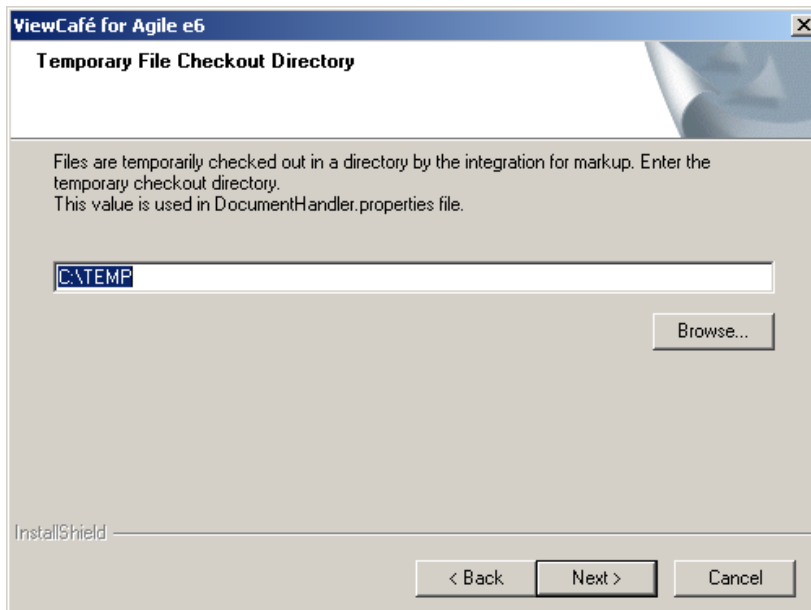 ViewCafé for Agile e6
Temporary File Checkout Directory
Files are temporarily checked out in a directory by the integration for markup. Enter the
temporary checkout directory.
This value is used in DocumentHandler.properties file.
C:\TEMP
Browse...
InstallShield
< Back Next > Cancel